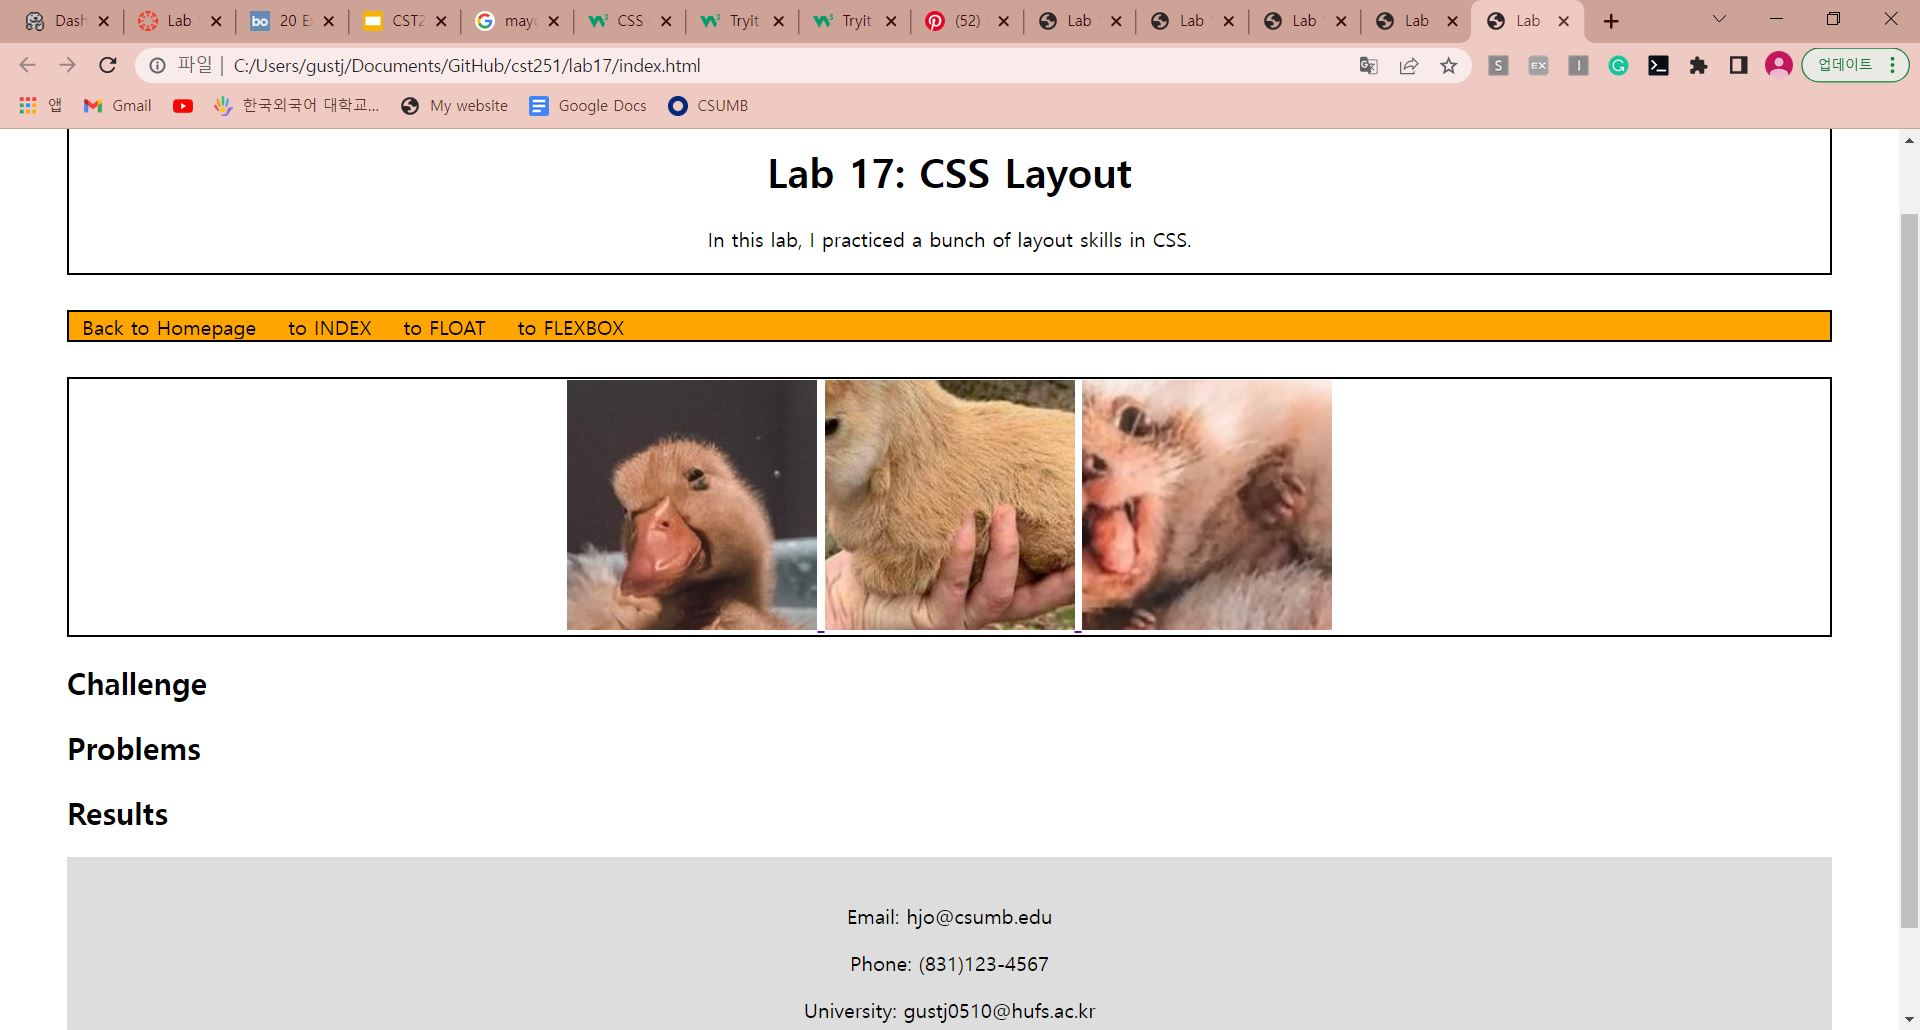 Dash Lab bo 20 E CST2 mayo CSS Tryit Tryit (52) Lab Lab Lab Lab Lab
파일 | C:/Users/gustj/Documents/GitHub/cst251/lab17/index.html S EX I G 업데이트
앱 Gmail 한국외국어 대학교... My website Google Docs CSUMB
Lab 17: CSS Layout
In this lab, I practiced a bunch of layout skills in CSS.
Back to Homepage to INDEX to FLOAT to FLEXBOX
Challenge
Problems
Results
Email: hjo@csumb.edu
Phone: (831)123-4567
University: gustj0510@hufs.ac.kr